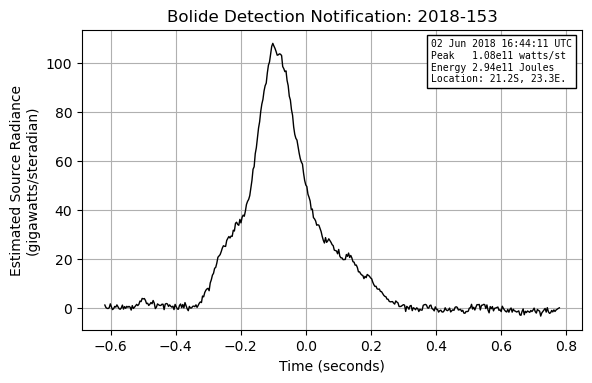 Bolide Detection Notification: 2018-153
02 Jun 2018 16:44:11 UTC
Peak   1.08e11 watts/st
Energy 2.94e11 Joules
Location: 21.2S, 23.3E.
Estimated Source Radiance
(gigawatts/steradian)
100
80
60
40
20
0
−0.6 −0.4 −0.2 0.0 0.2 0.4 0.6 0.8
Time (seconds)